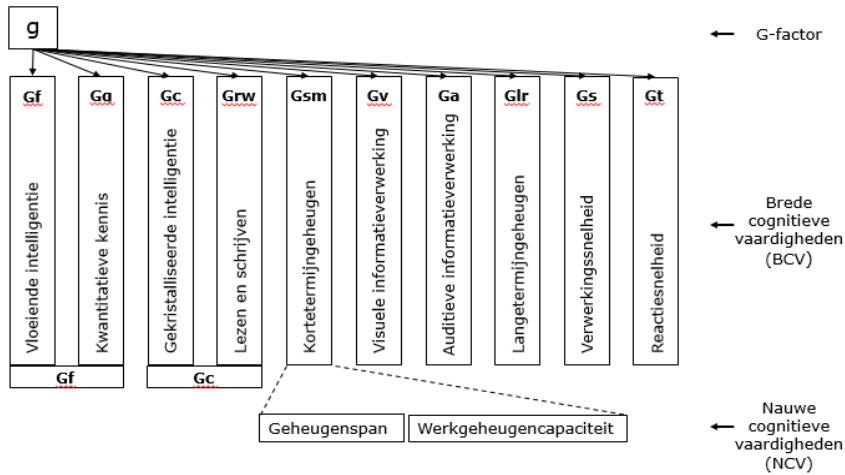 g
G-factor
Gf
Gq
Gc
Grw
Gsm
Gv
Ga
Glr
Gs
Gt
Vloeiende intelligentie
Kwantitatieve kennis
Gekristalliseerde intelligentie
Lezen en schrijven
Kortetermijngeheugen
Visuele informatieverwerking
Auditieve informatieverwerking
Langetermijngeheugen
Verwerkingssnelheid
Reactiesnelheid
Brede
cognitieve
vaardigheden
(BCV)
Gf
Gc
Geheugenspan
Werkgeheugencapaciteit
Nauwe
cognitieve
vaardigheden
(NCV)